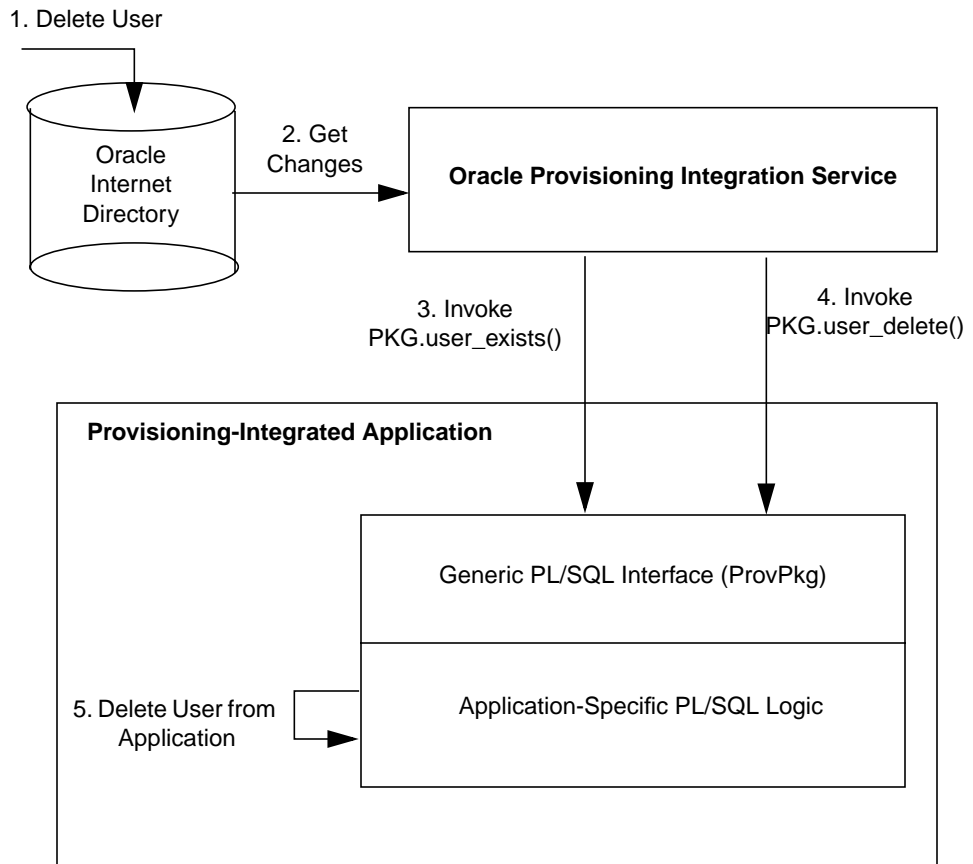 1. Delete User
Oracle
Internet
Directory
2. Get
Changes
Oracle Provisioning Integration Service
3. Invoke
PKG.user_exists()
4. Invoke
PKG.user_delete()
Provisioning-Integrated Application
Generic PL/SQL Interface (ProvPkg)
5. Delete User from
Application
Application-Specific PL/SQL Logic